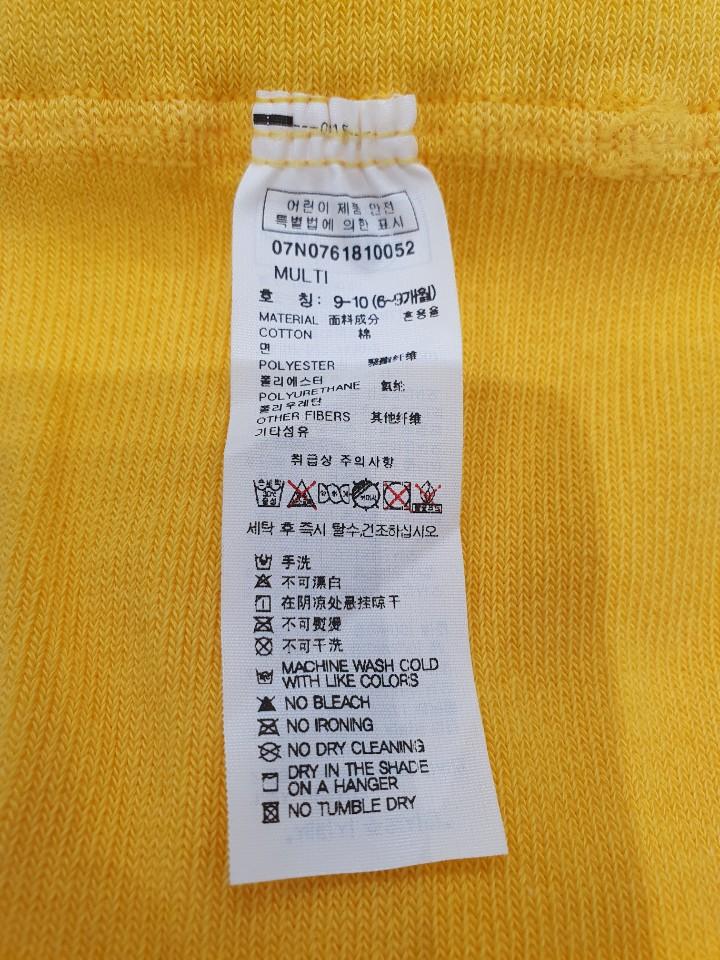 어린이 제품 안전
특별법에 의한 표시
07N0761810052
MULTI
호 칭: 9-10 (6~9개월)
MATERIAL 面料成分 혼용율
COTTON 棉
면
POLYESTER 聚酯纤维
폴리에스터
POLYURETHANE 氨纶
폴리우레탄
OTHER FIBERS 其他纤维
기타섬유
취급상 주의사항
세탁 후 즉시 탈수,건조하십시오.
手洗
不可漂白
在阴凉处悬挂晾干
不可熨烫
不可干洗
MACHINE WASH COLD
WITH LIKE COLORS
NO BLEACH
NO IRONING
NO DRY CLEANING
DRY IN THE SHADE
ON A HANGER
NO TUMBLE DRY